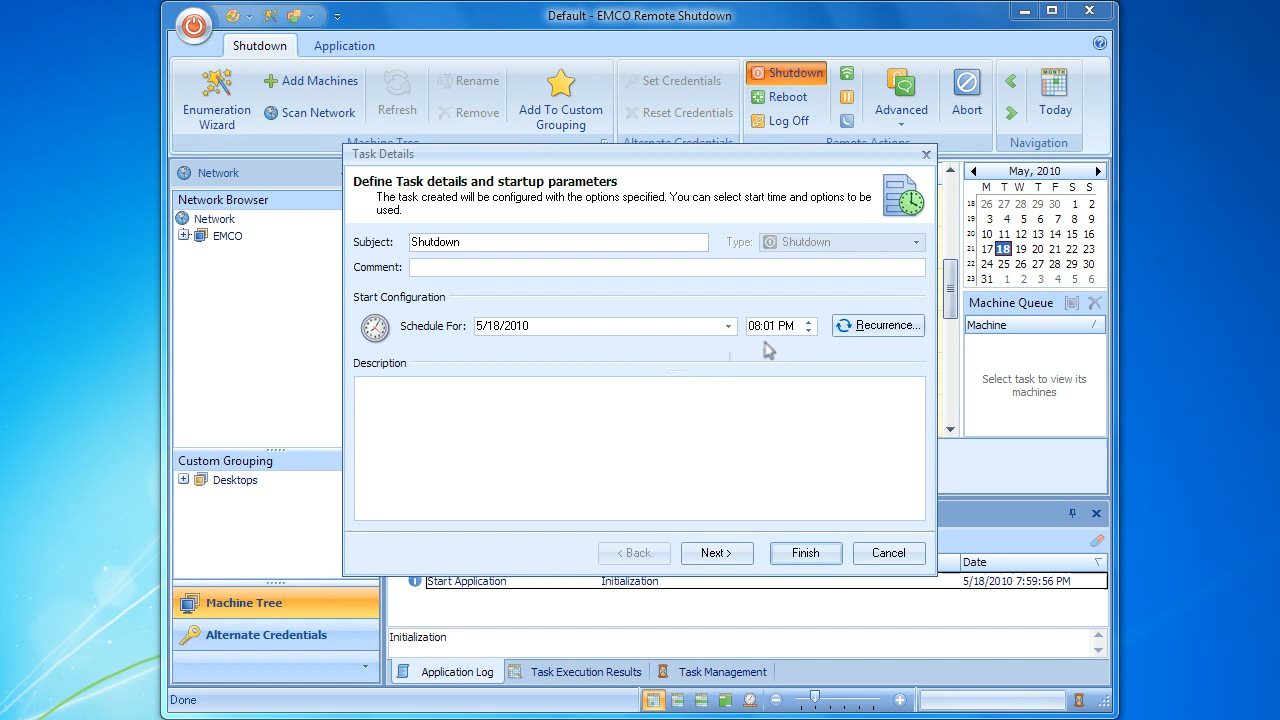 Default - EMCO Remote Shutdown
Shutdown
Application
Enumeration
Wizard
Add Machines
Scan Network
Refresh
Rename
Remove
Add To Custom
Grouping
Machine Tree
Set Credentials
Reset Credentials
Alternate Credentials
Shutdown
Reboot
Log Off
Advanced
Abort
Remote Actions
MONTH
Today
Navigation
Network
Network Browser
Network
EMCO
Custom Grouping
Desktops
Machine Tree
Alternate Credentials
Task Details
Define Task details and startup parameters
The task created will be configured with the options specified. You can select start time and options to be
used.
Subject: Shutdown
Type: Shutdown
Comment:
Start Configuration
Schedule For: 5/18/2010 08:01 PM Recurrence...
Description
< Back Next > Finish Cancel
May, 2010
M T W T F S S
18 26 27 28 29 30 1 2
19 3 4 5 6 7 8 9
20 10 11 12 13 14 15 16
21 17 18 19 20 21 22 23
22 24 25 26 27 28 29 30
23 31 1 2 3 4 5 6
Machine Queue
Machine
Select task to view its
machines
Date
Start Application Initialization 5/18/2010 7:59:56 PM
Initialization
Application Log Task Execution Results Task Management
Done